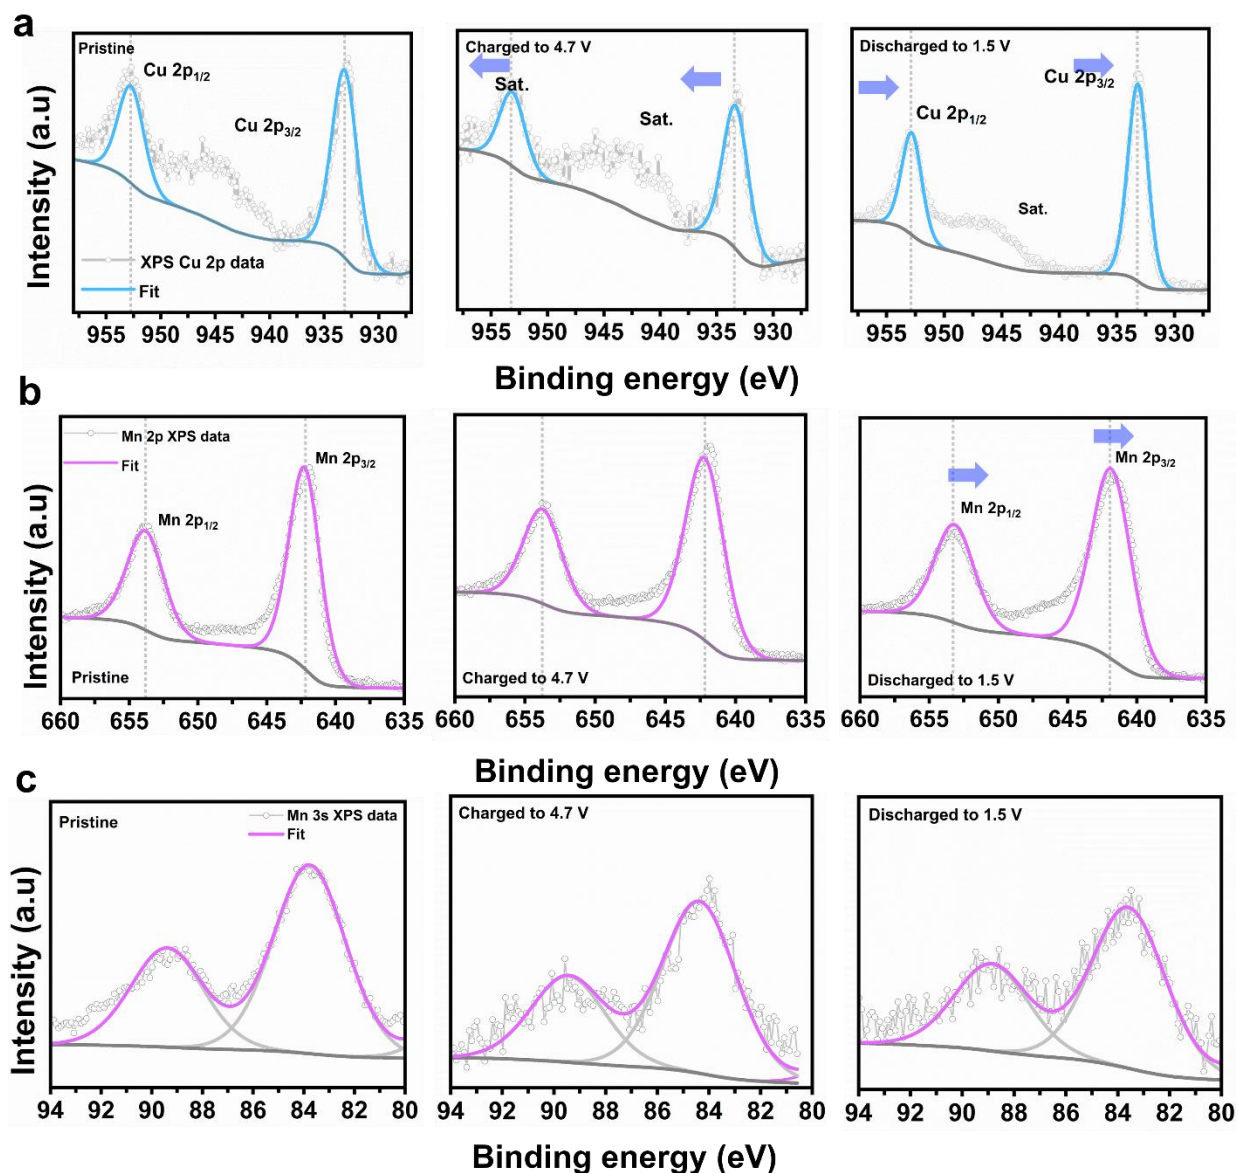 a
Pristine
Cu 2p1/2
Cu 2p3/2
XPS Cu 2p data
Fit
955 950 945 940 935 930
Charged to 4.7 V
Sat.
Sat.
955 950 945 940 935 930
Discharged to 1.5 V
Cu 2p3/2
Cu 2p1/2
Sat.
955 950 945 940 935 930
Intensity (a.u)
Binding energy (eV)
b
Mn 2p XPS data
Fit
Mn 2p3/2
Mn 2p1/2
Pristine
660 655 650 645 640 635
Charged to 4.7 V
660 655 650 645 640
Mn 2p3/2
Mn 2p1/2
Discharged to 1.5 V
660 655 650 645 640 635
Intensity (a.u)
Binding energy (eV)
c
Pristine
Mn 3s XPS data
Fit
94 92 90 88 86 84 82 80
Charged to 4.7 V
94 92 90 88 86 84 82 80
Discharged to 1.5 V
94 92 90 88 86 84 82 80
Intensity (a.u)
Binding energy (eV)